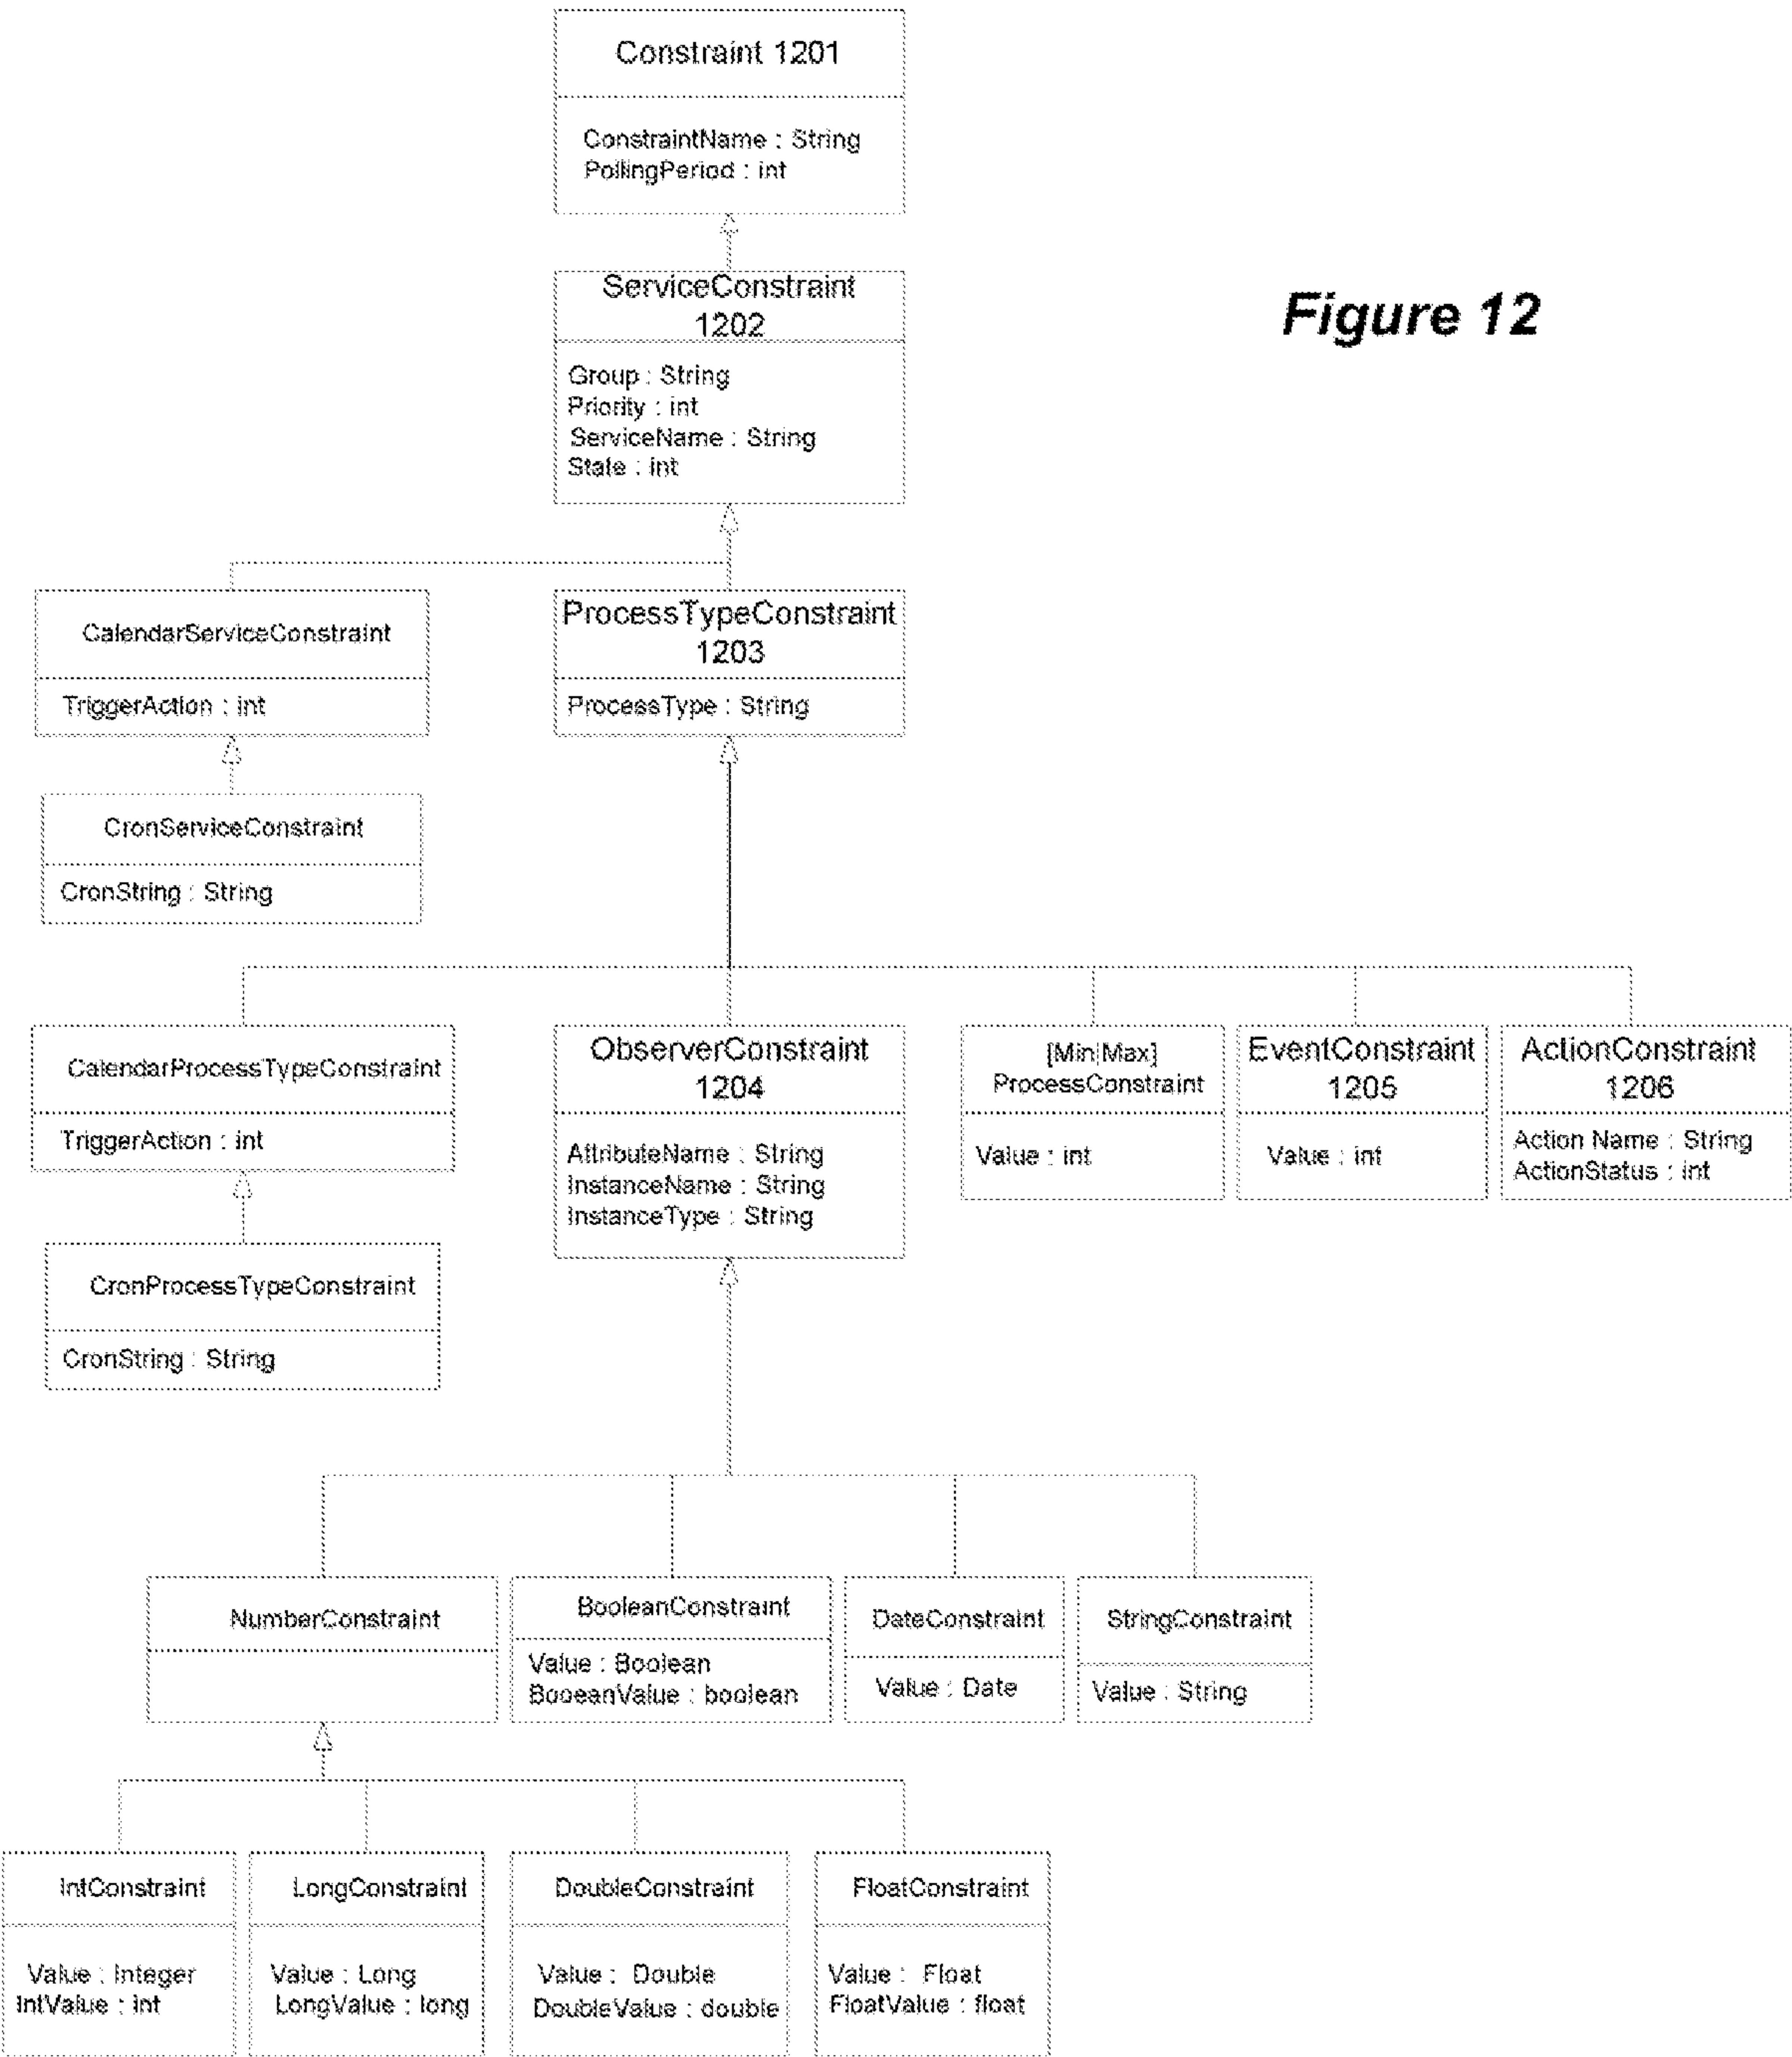 Constraint 1201
ConstraintName : String
PollingPeriod : int
ServiceConstraint
1202
Group : String
Priority : int
ServiceName : String
State : int
Figure 12
CalendarServiceConstraint
TriggerAction : int
ProcessTypeConstraint
1203
ProcessType : String
CronServiceConstraint
CronString : String
CalendarProcessTypeConstraint
TriggerAction : int
ObserverConstraint
1204
AttributeName : String
InstanceName : String
InstanceType : String
[Min|Max]
ProcessConstraint
Value : int
EventConstraint
1205
Value : int
ActionConstraint
1206
Action Name : String
ActionStatus : int
CronProcessTypeConstraint
CronString : String
NumberConstraint
BooleanConstraint
Value : Boolean
BooeanValue : boolean
DateConstraint
Value : Date
StringConstraint
Value : String
IntConstraint
Value : Integer
IntValue : int
LongConstraint
Value : Long
LongValue : long
DoubleConstraint
Value : Double
DoubleValue : double
FloatConstraint
Value : Float
FloatValue : float